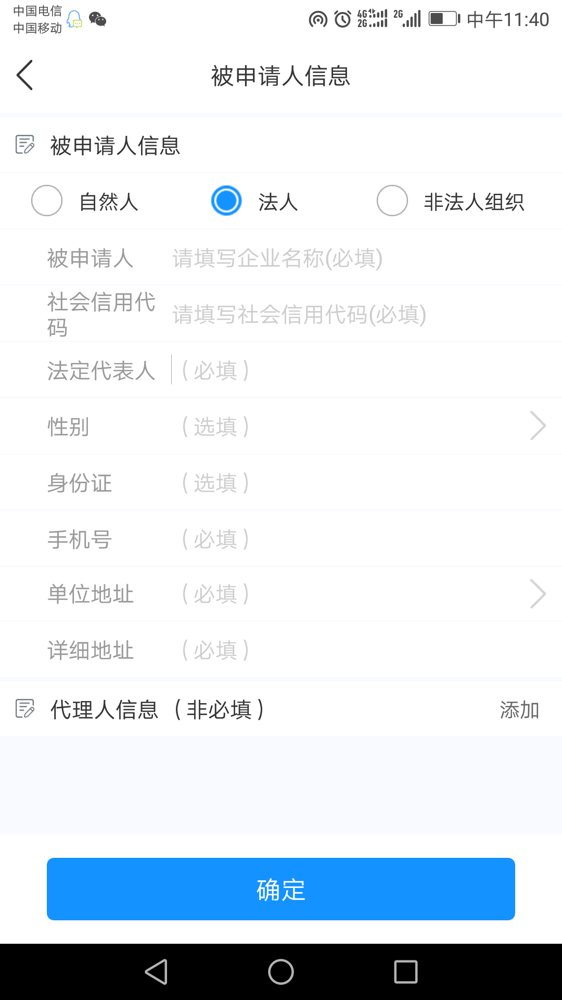 中国电信
中国移动
4G 2G 2G 中午11:40
被申请人信息
被申请人信息
自然人 法人 非法人组织
被申请人 请填写企业名称(必填)
社会信用代码 请填写社会信用代码(必填)
法定代表人 (必填)
性别 (选填)
身份证 (选填)
手机号 (必填)
单位地址 (必填)
详细地址 (必填)
代理人信息 (非必填) 添加
确定